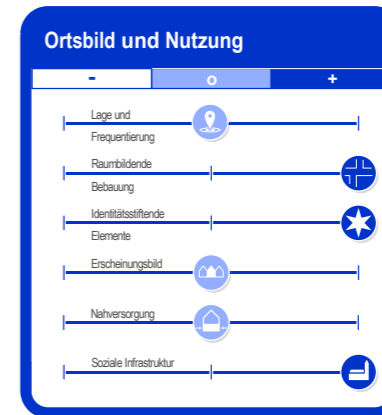 Ortsbild und Nutzung
- o +
Lage und
Frequentierung
Raumbildende
Bebauung
Identitätsstiftende
Elemente
Erscheinungsbild
Nahversorgung
Soziale Infrastruktur